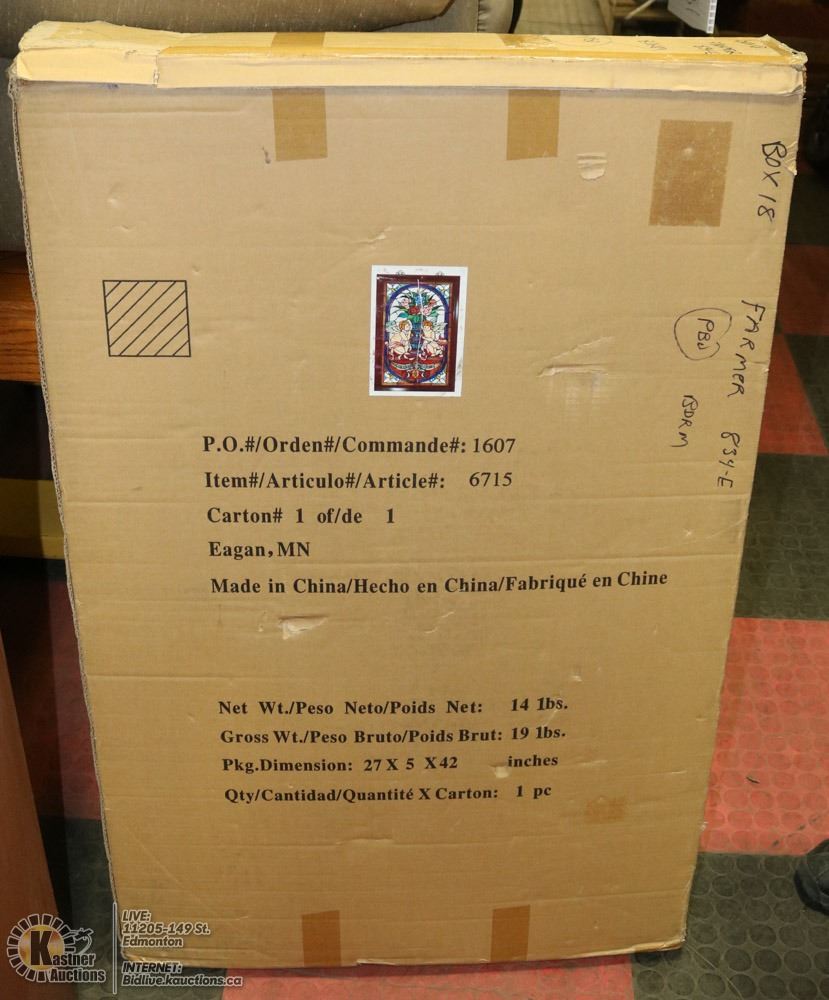 BOX 18
FARMER 834-E
PBJ
BDRM
P.O.#/Orden#/Commande#: 1607
Item#/Articulo#/Article#: 6715
Carton# 1 of/de 1
Eagan, MN
Made in China/Hecho en China/Fabriqué en Chine
Net Wt./Peso Neto/Poids Net: 14 lbs.
Gross Wt./Peso Bruto/Poids Brut: 19 lbs.
Pkg.Dimension: 27 X 5 X 42 inches
Qty/Cantidad/Quantité X Carton: 1 pc
Kastner
Auctions
LIVE:
11205-149 St.
Edmonton
INTERNET:
Bidlive.kauctions.ca